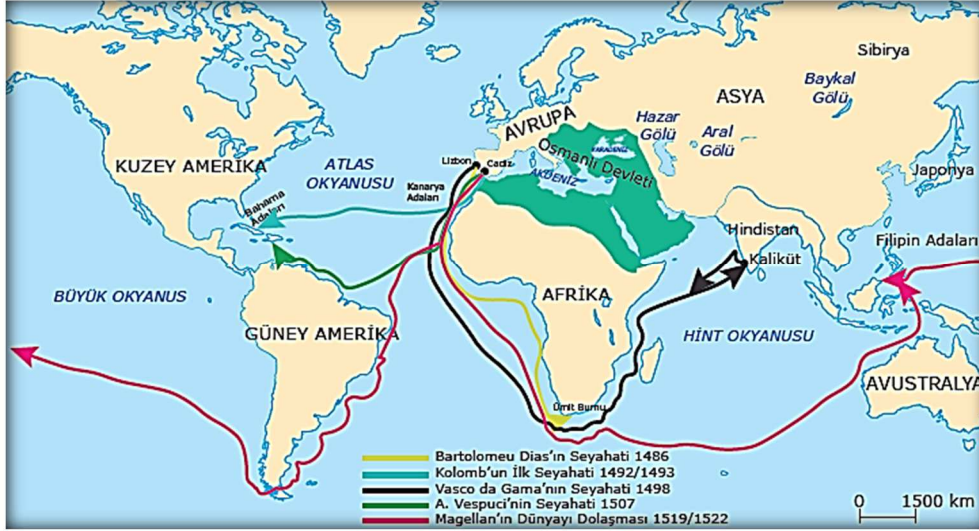 Sibirya
Baykal
Gölü
ASYA
AVRUPA
Hazar
Gölü
Aral
Gölü
KARADENİZ
Osmanlı Devleti
AKDENİZ
Lizbon
Cadiz
KUZEY AMERİKA
ATLAS
OKYANUSU
Kanarya
Adaları
Japonya
Bahama
Adaları
Hindistan
Kaliküt
Filipin Adaları
BÜYÜK OKYANUS
AFRİKA
GÜNEY AMERİKA
HİNT OKYANUSU
AVUSTRALYA
Ümit Burnu
Bartolomeu Dias'ın Seyahati 1486
Kolomb'un İlk Seyahati 1492/1493
Vasco da Gama'nın Seyahati 1498
A. Vespuci'nin Seyahati 1507
Magellan'ın Dünyayı Dolaşması 1519/1522
0 1500 km